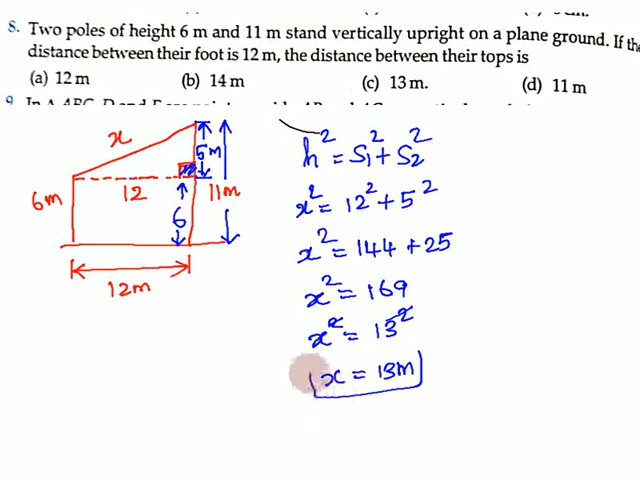 8. Two poles of height 6 m and 11 m stand vertically upright on a plane ground. If the
distance between their foot is 12 m, the distance between their tops is
(a) 12 m (b) 14 m (c) 13 m. (d) 11 m
x
5m
6m
12
6
11m
12m
h² = S₁² + S₂²
x² = 12² + 5²
x² = 144 + 25
x² = 169
x² = 13²
x = 13m